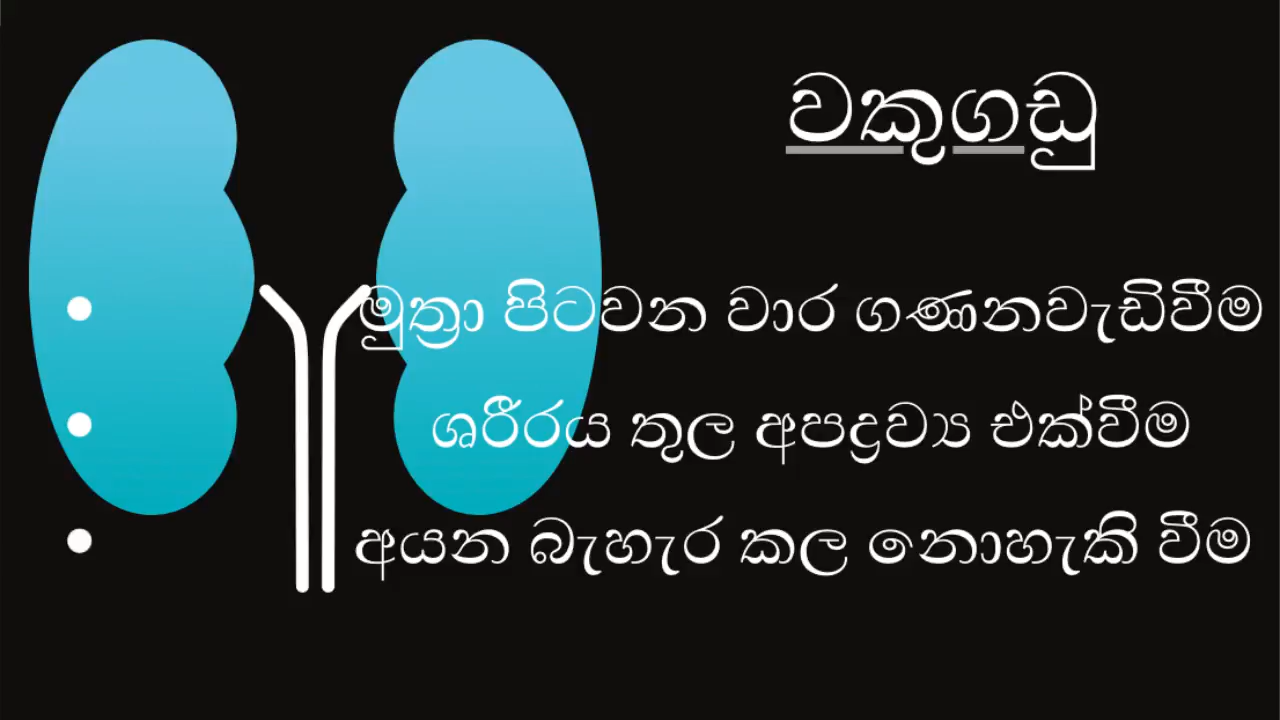 වකුගඩු
මුත්‍රා පිටවන වාර ගණනවැඩිවීම
ශරීරය තුල අපද්‍රව්‍ය එක්වීම
අයන බැහැර කල නොහැකි වීම